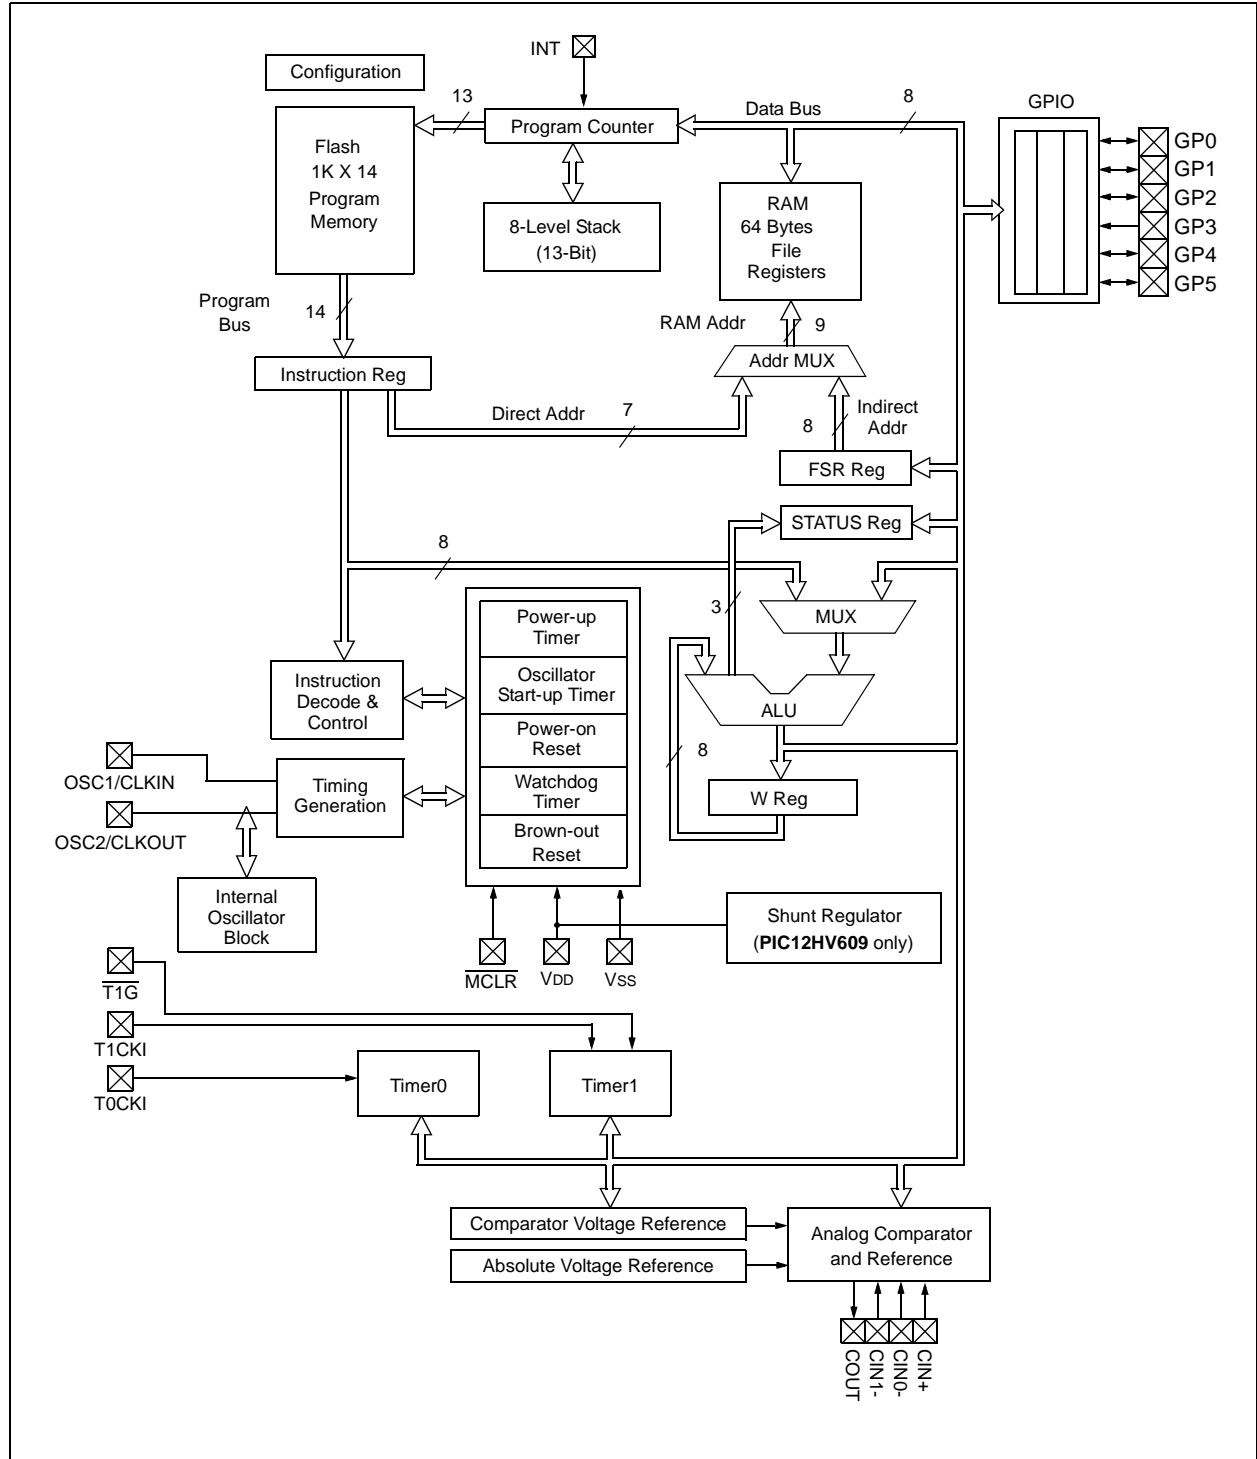 INT
Configuration
13
Data Bus
8
GPIO
Program Counter
Flash
1K X 14
Program
Memory
GP0
GP1
GP2
GP3
GP4
GP5
8-Level Stack
(13-Bit)
RAM
64 Bytes
File
Registers
Program
Bus
14
RAM Addr
9
Addr MUX
Instruction Reg
Direct Addr
7
Indirect
Addr
8
FSR Reg
STATUS Reg
8
3
MUX
Power-up
Timer
Oscillator
Start-up Timer
Power-on
Reset
Watchdog
Timer
Brown-out
Reset
Instruction
Decode &
Control
ALU
8
W Reg
OSC1/CLKIN
Timing
Generation
OSC2/CLKOUT
Internal
Oscillator
Block
Shunt Regulator
(PIC12HV609 only)
MCLR
VDD
VSS
T1G
T1CKI
T0CKI
Timer0
Timer1
Comparator Voltage Reference
Absolute Voltage Reference
Analog Comparator
and Reference
COUT
CIN1-
CIN0-
CIN+